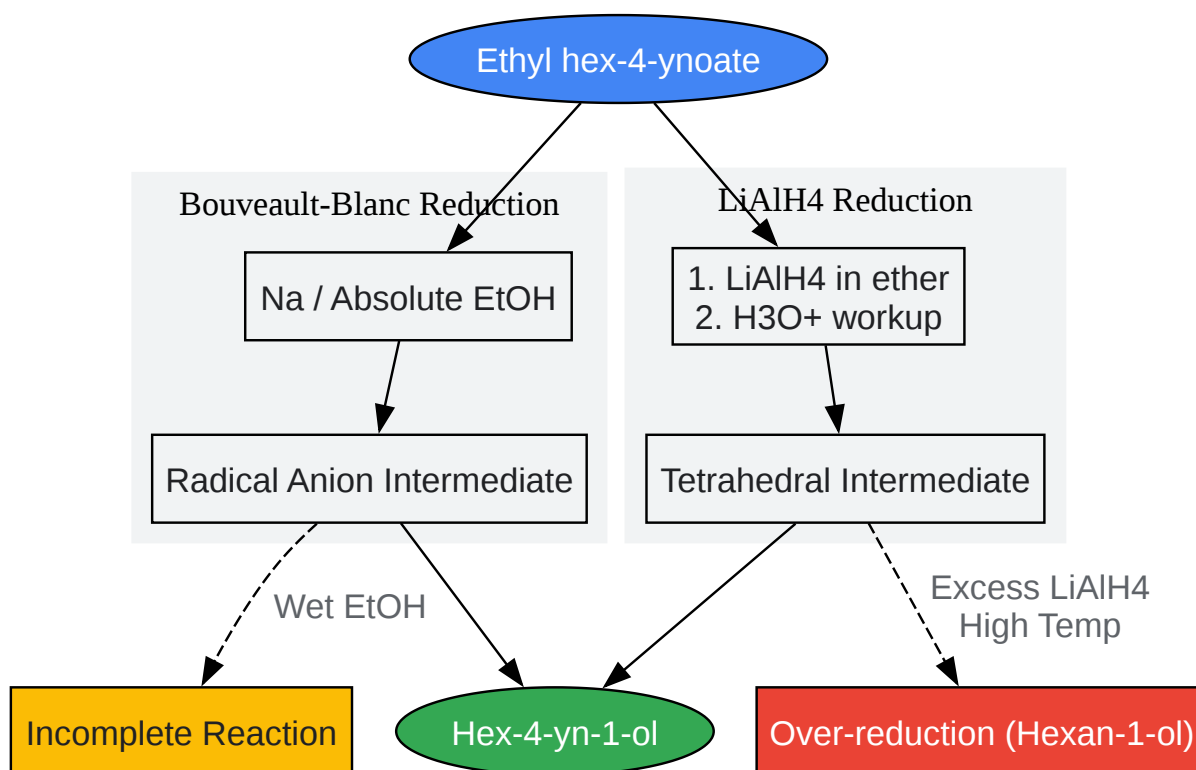 Ethyl hex-4-ynoate
Bouveault-Blanc Reduction
LiAlH4 Reduction
Na / Absolute EtOH
1. LiAlH4 in ether
2. H3O+ workup
Radical Anion Intermediate
Tetrahedral Intermediate
Wet EtOH
Excess LiAlH4
High Temp
Incomplete Reaction
Hex-4-yn-1-ol
Over-reduction (Hexan-1-ol)